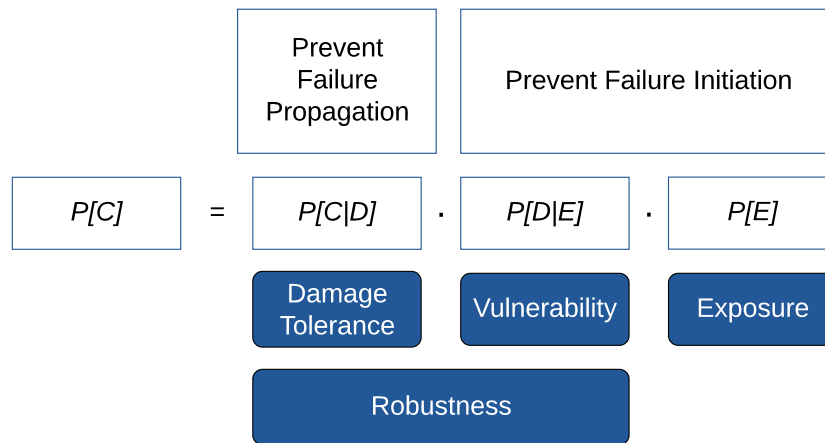 Prevent
Failure
Propagation
Prevent Failure Initiation
P[C] = P[C|D] · P[D|E] · P[E]
Damage
Tolerance
Vulnerability
Exposure
Robustness